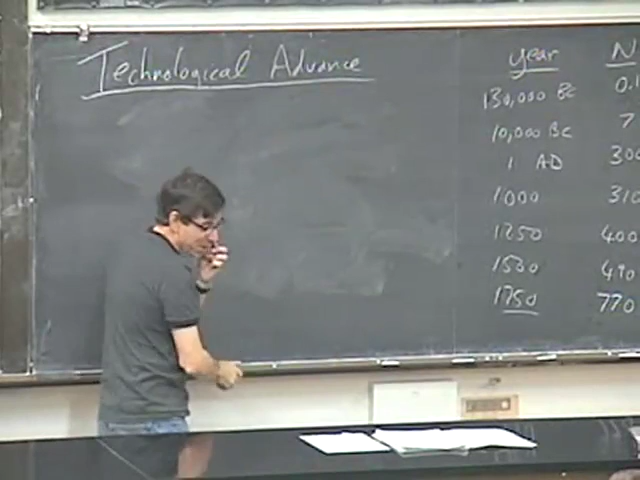 Technological Advance
year N
130,000 BC 0.1
10,000 BC 7
1 AD 300
1000 310
1250 400
1500 490
1750 770